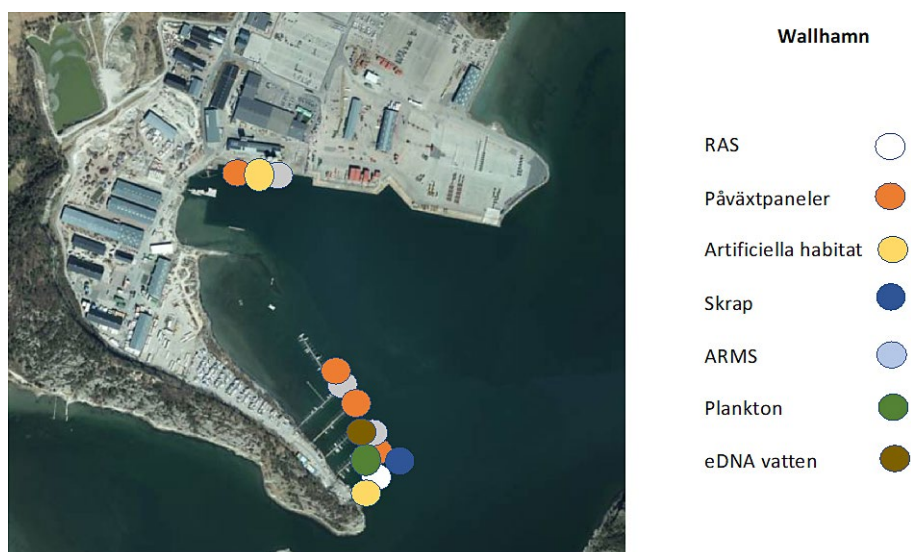 Wallhamn
RAS
Påväxtpaneler
Artificiella habitat
Skrap
ARMS
Plankton
eDNA vatten